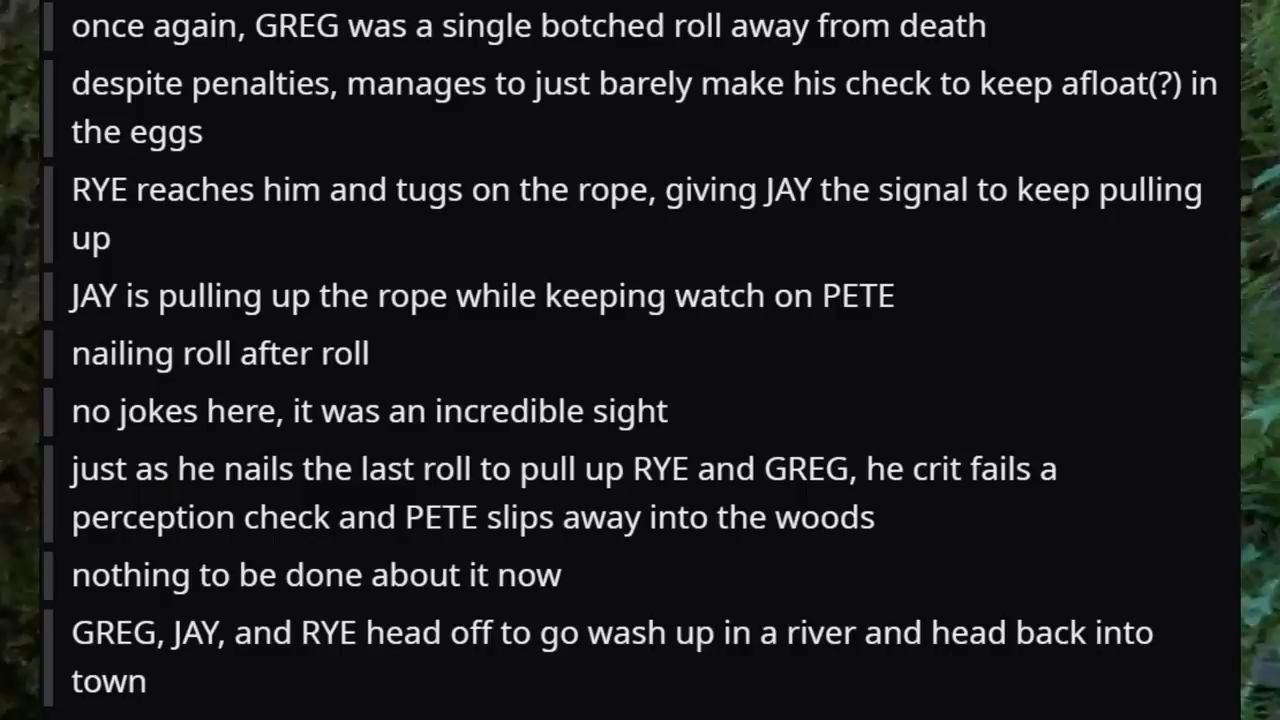 once again, GREG was a single botched roll away from death
despite penalties, manages to just barely make his check to keep afloat(?) in
the eggs
RYE reaches him and tugs on the rope, giving JAY the signal to keep pulling
up
JAY is pulling up the rope while keeping watch on PETE
nailing roll after roll
no jokes here, it was an incredible sight
just as he nails the last roll to pull up RYE and GREG, he crit fails a
perception check and PETE slips away into the woods
nothing to be done about it now
GREG, JAY, and RYE head off to go wash up in a river and head back into
town